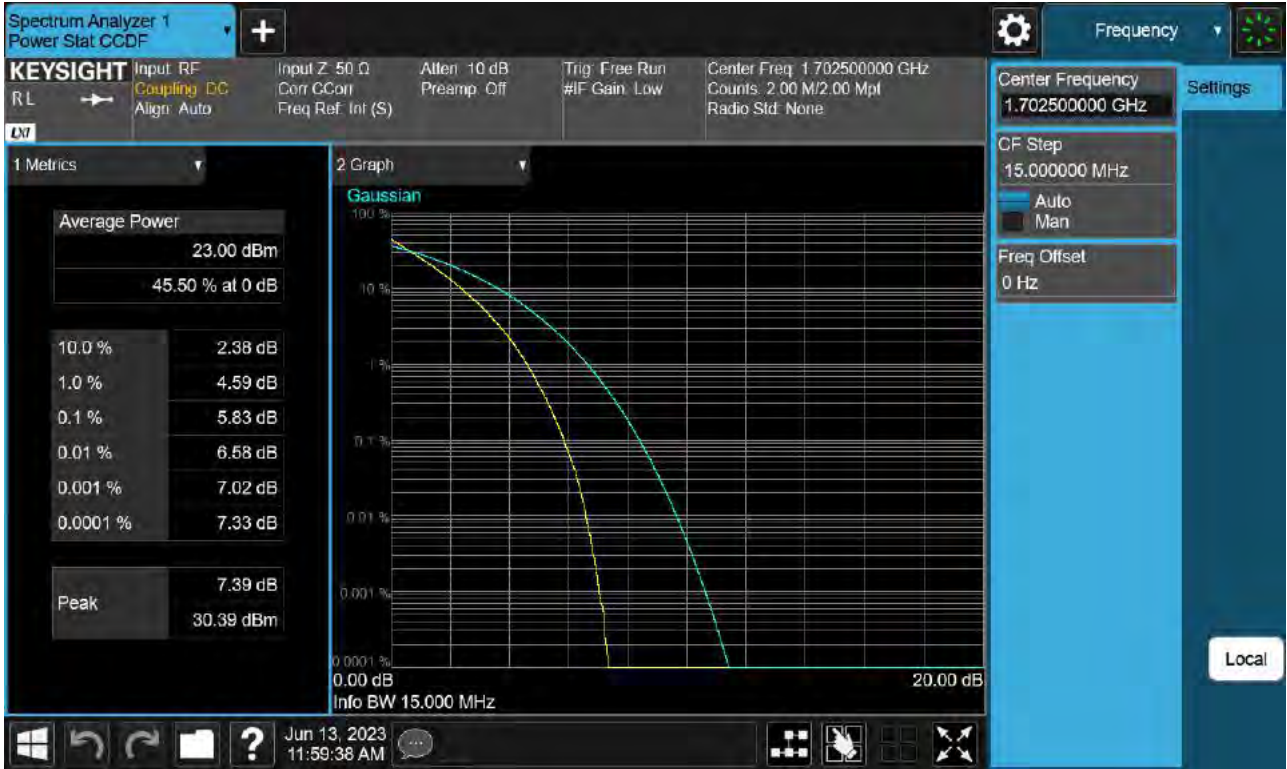 Spectrum Analyzer 1
Power Stat CCDF
+
Frequency
KEYSIGHT
RL
LXI
Input: RF
Coupling: DC
Align: Auto
Input Z: 50 Ω
Corr CCorr
Freq Ref: Int (S)
Atten: 10 dB
Preamp: Off
Trig: Free Run
#IF Gain: Low
Center Freq: 1.702500000 GHz
Counts: 2.00 M/2.00 Mpt
Radio Std: None
Center Frequency
1.702500000 GHz
Settings
CF Step
15.000000 MHz
Auto
Man
Freq Offset
0 Hz
1 Metrics
Average Power
23.00 dBm
45.50 % at 0 dB
10.0 % 2.38 dB
1.0 % 4.59 dB
0.1 % 5.83 dB
0.01 % 6.58 dB
0.001 % 7.02 dB
0.0001 % 7.33 dB
Peak
7.39 dB
30.39 dBm
2 Graph
Gaussian
100 %
10 %
1 %
0.1 %
0.01 %
0.001 %
0.0001 %
0.00 dB 20.00 dB
Info BW 15.000 MHz
Local
?
Jun 13, 2023
11:59:38 AM